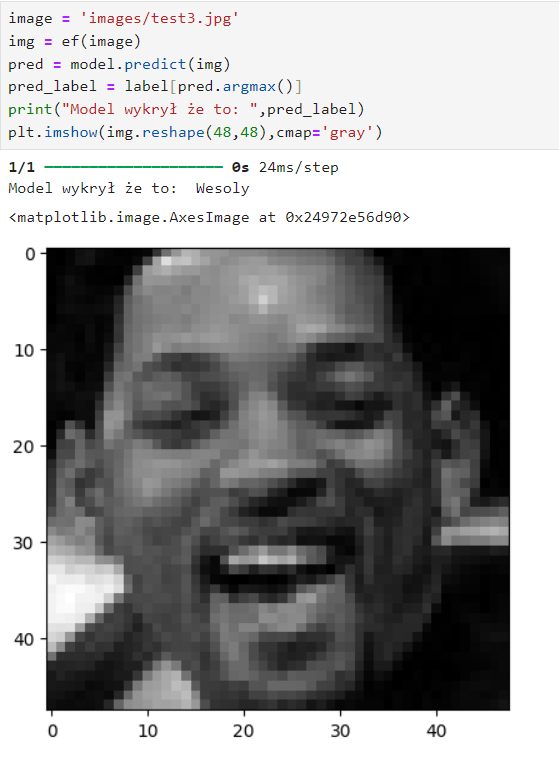 image = 'images/test3.jpg'
img = ef(image)
pred = model.predict(img)
pred_label = label[pred.argmax()]
print("Model wykrył że to: ",pred_label)
plt.imshow(img.reshape(48,48),cmap='gray')
1/1 ━━━━━━━━━━━━━━━━━━━━ 0s 24ms/step
Model wykrył że to:  Wesoly
<matplotlib.image.AxesImage at 0x24972e56d90>
0
10
20
30
40
0 10 20 30 40